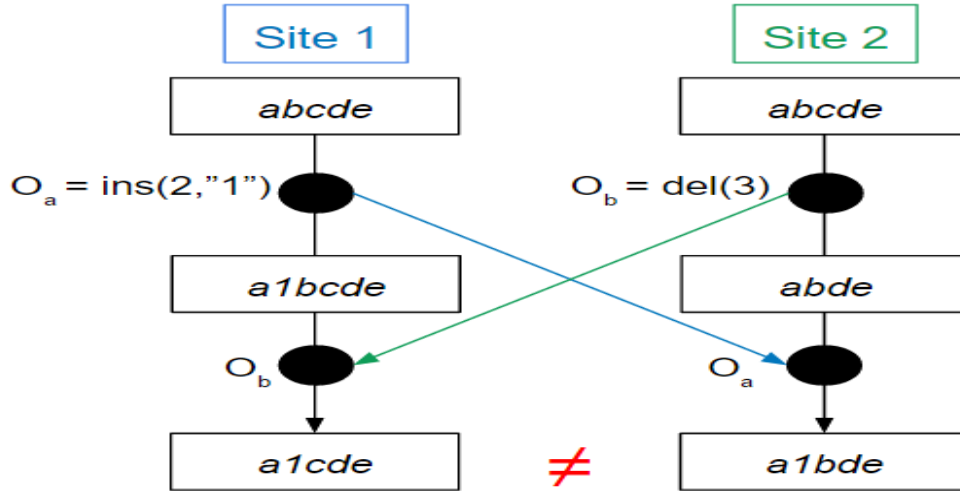 Site 1 Site 2
abcde abcde
Oa = ins(2,”1”) Ob = del(3)
a1bcde abde
Ob Oa
a1cde ≠ a1bde